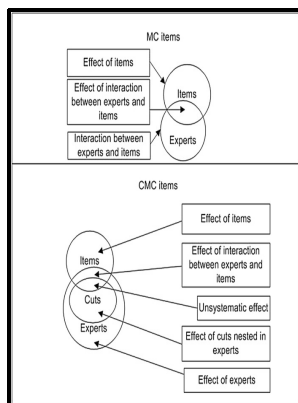 MC items
Effect of items
Effect of interaction
between experts and
items
Interaction between
experts and items
Items
Experts
CMC items
Effect of items
Effect of interaction
between experts and
items
Unsystematic effect
Effect of cuts nested in
experts
Effect of experts
Items
Cuts
Experts